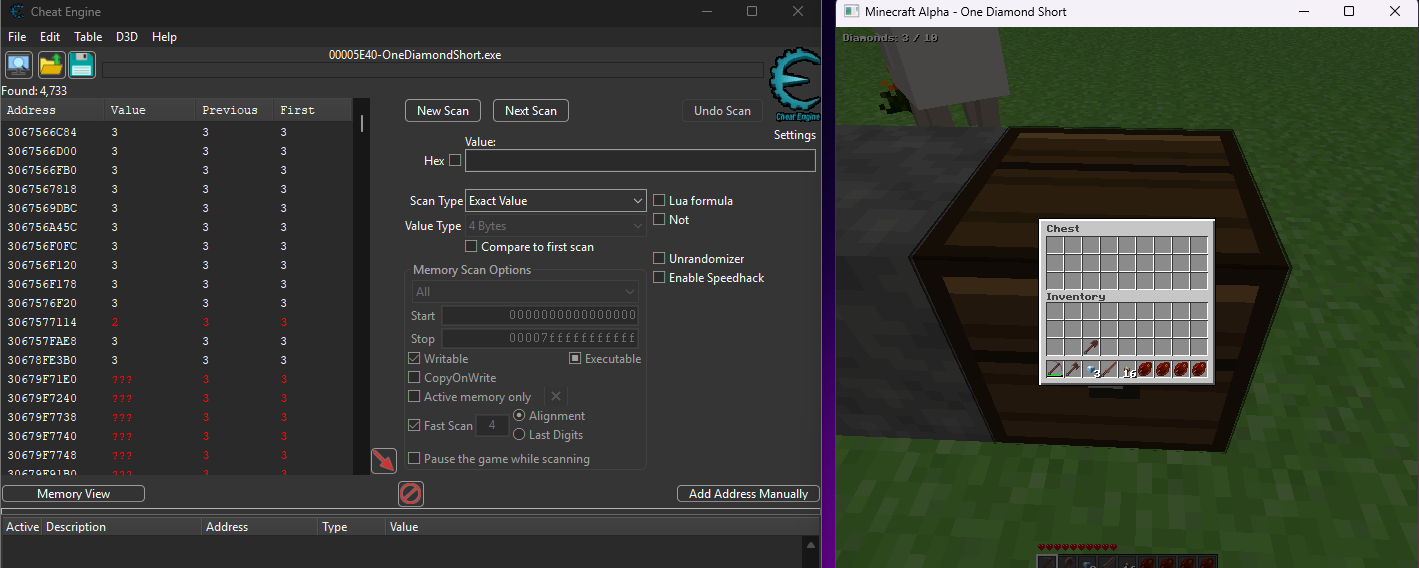 Cheat Engine
File Edit Table D3D Help
00005E40-OneDiamondShort.exe
Found: 4,733
Address Value Previous First
3067566C84 3 3 3
3067566D00 3 3 3
3067566FB0 3 3 3
3067567818 3 3 3
3067569DBC 3 3 3
306756A45C 3 3 3
306756F0FC 3 3 3
306756F120 3 3 3
306756F178 3 3 3
3067576F20 3 3 3
3067577114 2 3 3
306757FAE8 3 3 3
30678FE3B0 3 3 3
30679F71E0 ??? 3 3
30679F7240 ??? 3 3
30679F7738 ??? 3 3
30679F7740 ??? 3 3
30679F7748 ??? 3 3
30679F91B0 ??? 3 3
New Scan Next Scan Undo Scan
Cheat Engine
Settings
Value:
Hex
Scan Type Exact Value
Lua formula
Value Type 4 Bytes
Not
Compare to first scan
Unrandomizer
Enable Speedhack
Memory Scan Options
All
Start 0000000000000000
Stop 00007fffffffffff
Writable Executable
CopyOnWrite
Active memory only
Fast Scan 4 Alignment
Last Digits
Pause the game while scanning
Memory View
Add Address Manually
Active Description Address Type Value
Minecraft Alpha - One Diamond Short
Diamonds: 3 / 10
Chest
Inventory
3 16